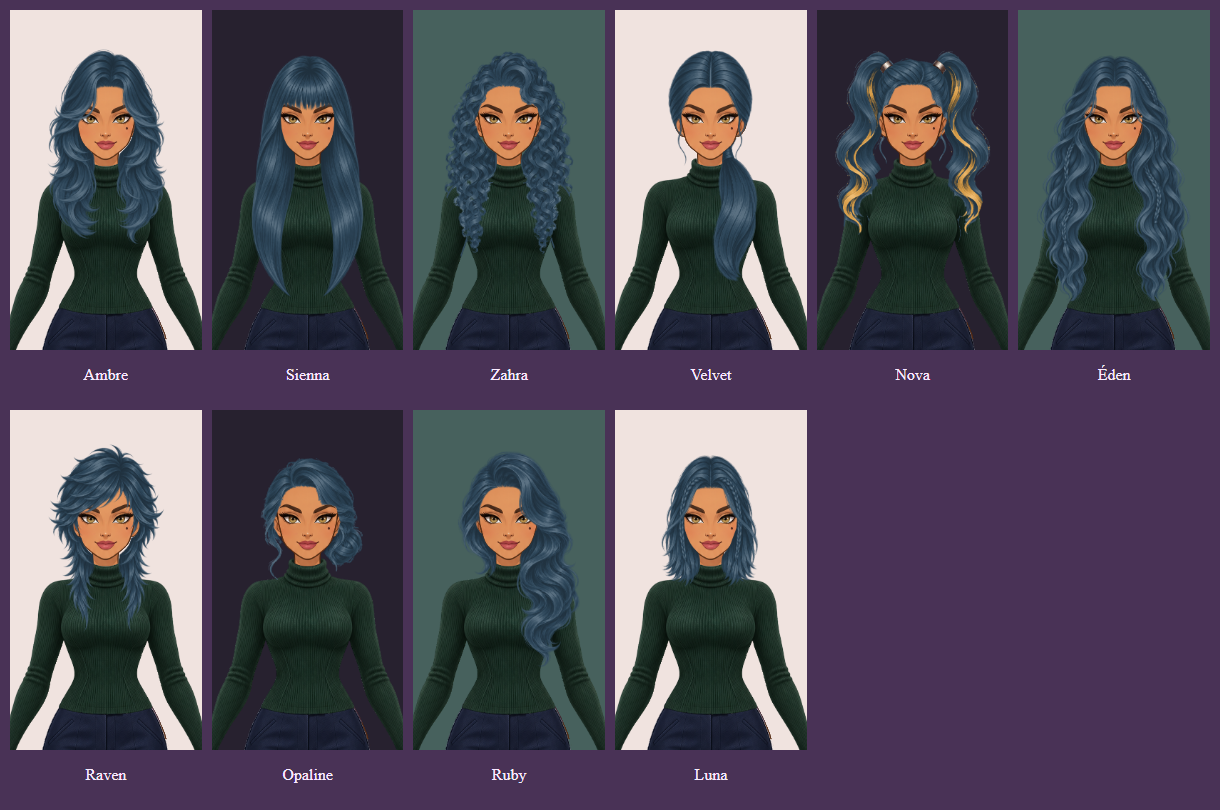 Ambre
Sienna
Zahra
Velvet
Nova
Éden
Raven
Opaline
Ruby
Luna